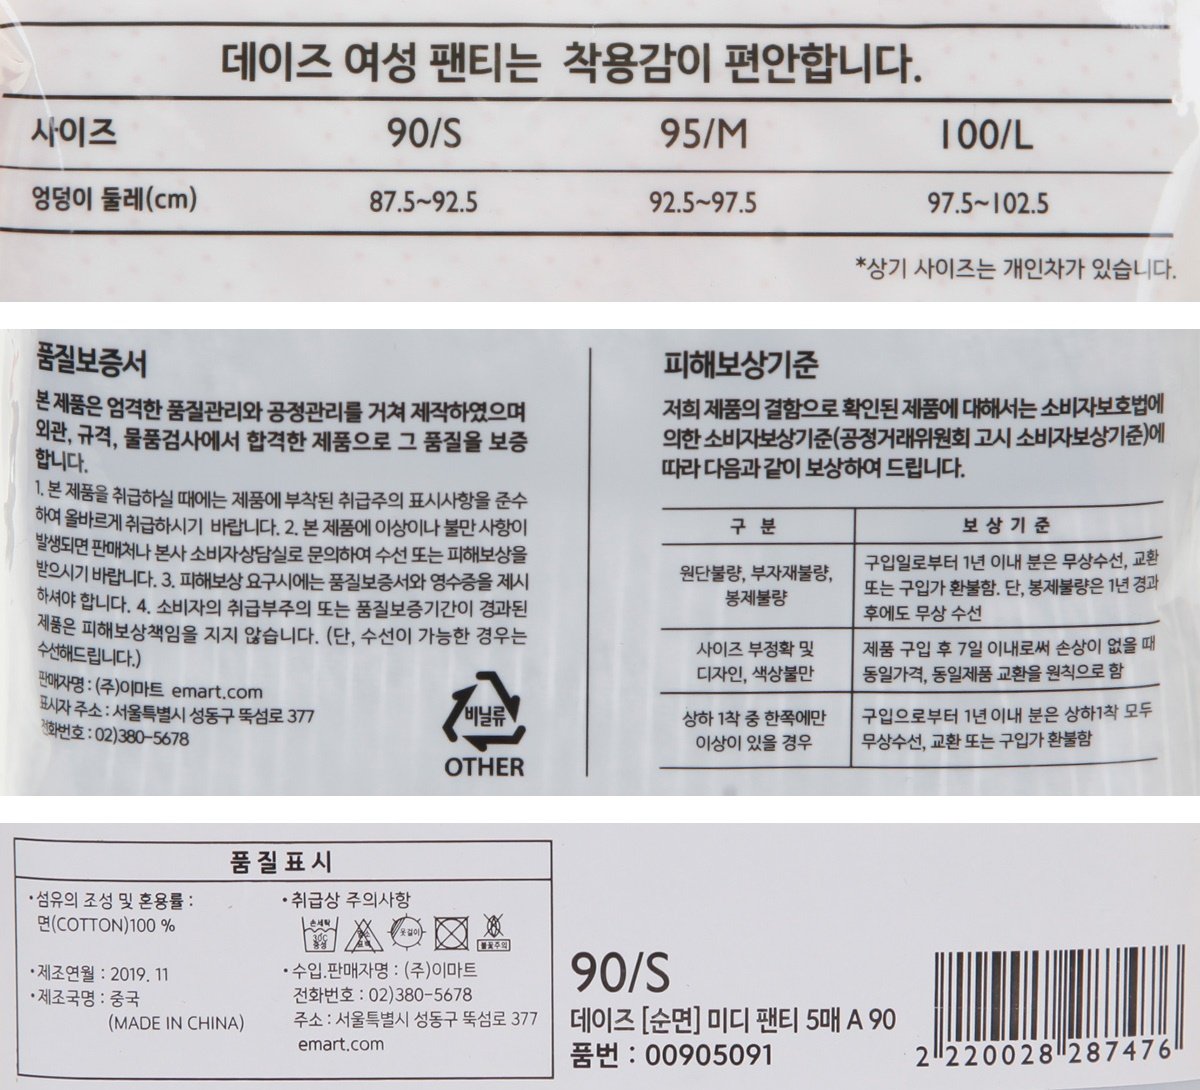 데이즈 여성 팬티는 착용감이 편안합니다.
사이즈 90/S 95/M 100/L
엉덩이 둘레(cm) 87.5~92.5 92.5~97.5 97.5~102.5
*상기 사이즈는 개인차가 있습니다.
품질보증서
본 제품은 엄격한 품질관리와 공정관리를 거쳐 제작하였으며
외관, 규격, 물품검사에서 합격한 제품으로 그 품질을 보증
합니다.
1. 본 제품을 취급하실 때에는 제품에 부착된 취급주의 표시사항을 준수
하여 올바르게 취급하시기 바랍니다. 2. 본 제품에 이상이나 불만 사항이
발생되면 판매처나 본사 소비자상담실로 문의하여 수선 또는 피해보상을
받으시기 바랍니다. 3. 피해보상 요구시에는 품질보증서와 영수증을 제시
하셔야 합니다. 4. 소비자의 취급부주의 또는 품질보증기간이 경과된
제품은 피해보상책임을 지지 않습니다. (단, 수선이 가능한 경우는
수선해드립니다.)
판매자명 : (주)이마트 emart.com
표시자 주소 : 서울특별시 성동구 뚝섬로 377
전화번호 : 02)380-5678
비닐류
OTHER
피해보상기준
저희 제품의 결함으로 확인된 제품에 대해서는 소비자보호법에
의한 소비자보상기준(공정거래위원회 고시 소비자보상기준)에
따라 다음과 같이 보상하여 드립니다.
구 분 보 상 기 준
원단불량, 부자재불량,
봉제불량
구입일로부터 1년 이내 분은 무상수선, 교환
또는 구입가 환불함. 단, 봉제불량은 1년 경과
후에도 무상 수선
사이즈 부정확 및
디자인, 색상불만
제품 구입 후 7일 이내로써 손상이 없을 때
동일가격, 동일제품 교환을 원칙으로 함
상하 1착 중 한쪽에만
이상이 있을 경우
구입으로부터 1년 이내 분은 상하1착 모두
무상수선, 교환 또는 구입가 환불함
품 질 표 시
·섬유의 조성 및 혼용률 :
면(COTTON)100 %
·제조연월 : 2019. 11
·제조국명 : 중국
(MADE IN CHINA)
·취급상 주의사항
손세탁
30℃
중성
염소
표백
옷걸이
불꽃주의
·수입.판매자명 : (주)이마트
전화번호 : 02)380-5678
주소 : 서울특별시 성동구 뚝섬로 377
emart.com
90/S
데이즈 [순면] 미디 팬티 5매 A 90
품번 : 00905091
2 220028 287476